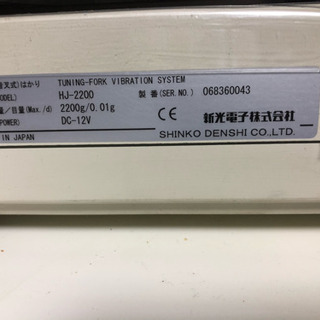 音叉式)はかり TUNING-FORK VIBRATION SYSTEM
MODEL) HJ-2200 製 番(SER.NO.) 068360043
量/目量(Max./d) 2200g/0.01g
POWER) DC-12V CE 新光電子株式会社
IN JAPAN SHINKO DENSHI CO.,LTD.